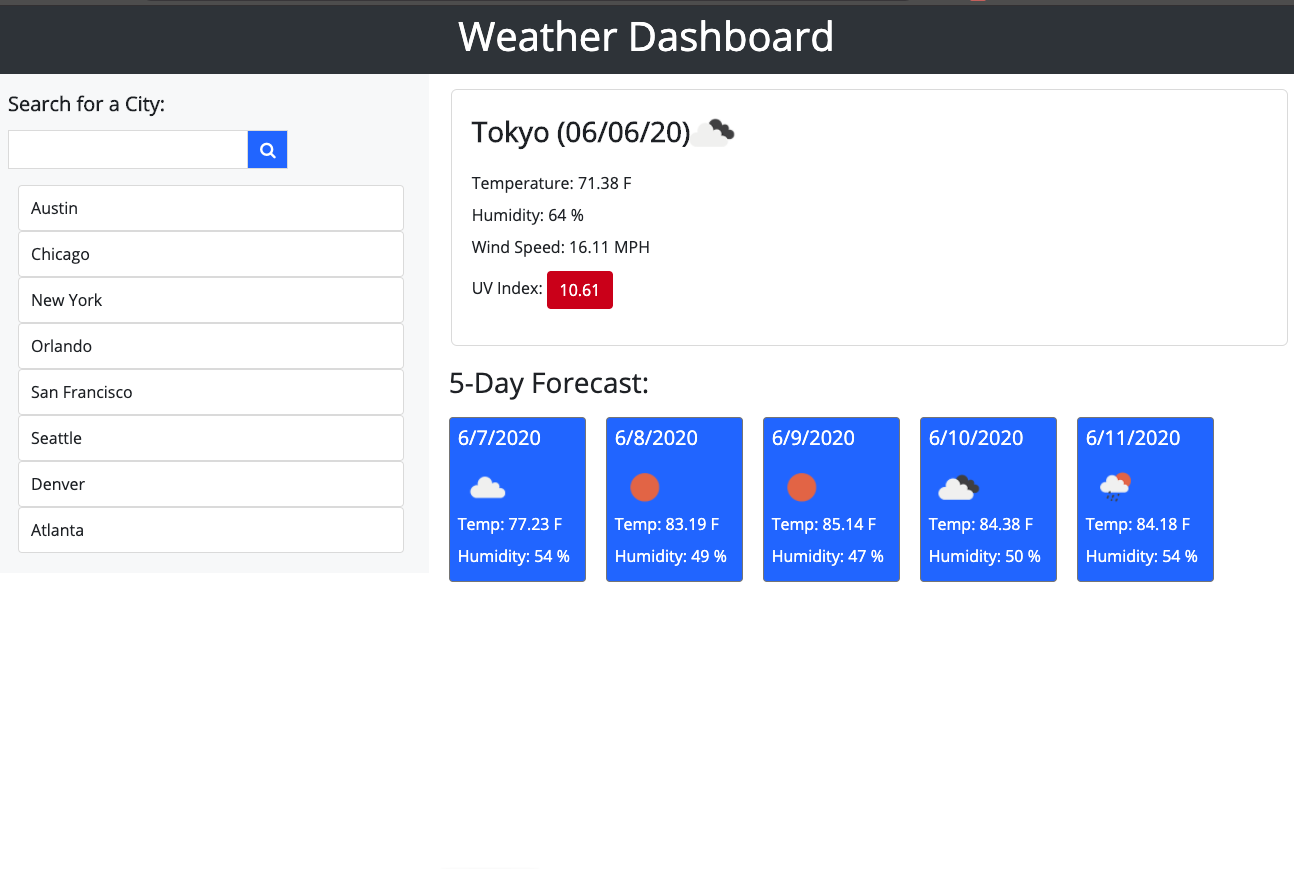 Weather Dashboard
Search for a City:
Austin
Chicago
New York
Orlando
San Francisco
Seattle
Denver
Atlanta
Tokyo (06/06/20)
Temperature: 71.38 F
Humidity: 64 %
Wind Speed: 16.11 MPH
UV Index: 10.61
5-Day Forecast:
6/7/2020
Temp: 77.23 F
Humidity: 54 %
6/8/2020
Temp: 83.19 F
Humidity: 49 %
6/9/2020
Temp: 85.14 F
Humidity: 47 %
6/10/2020
Temp: 84.38 F
Humidity: 50 %
6/11/2020
Temp: 84.18 F
Humidity: 54 %